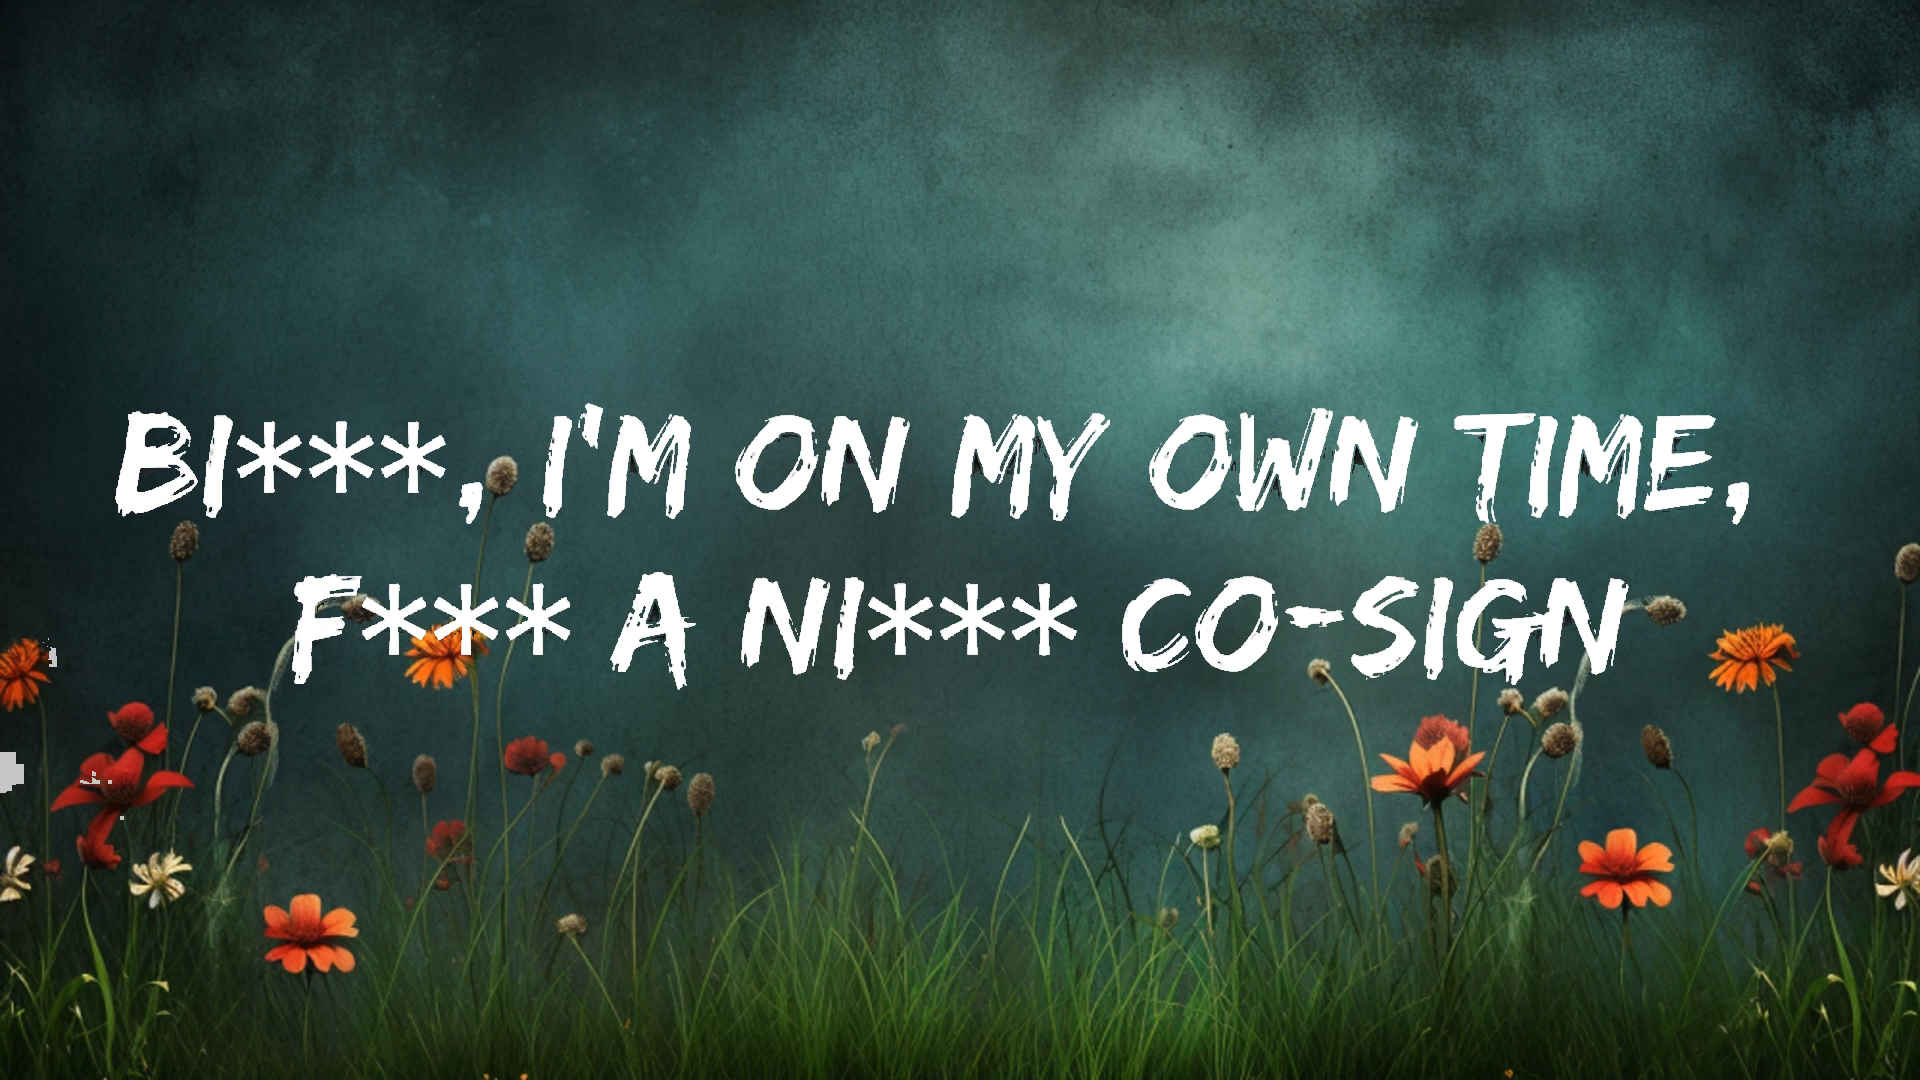 BI***, I'M ON MY OWN TIME,
F*** A NI*** CO-SIGN